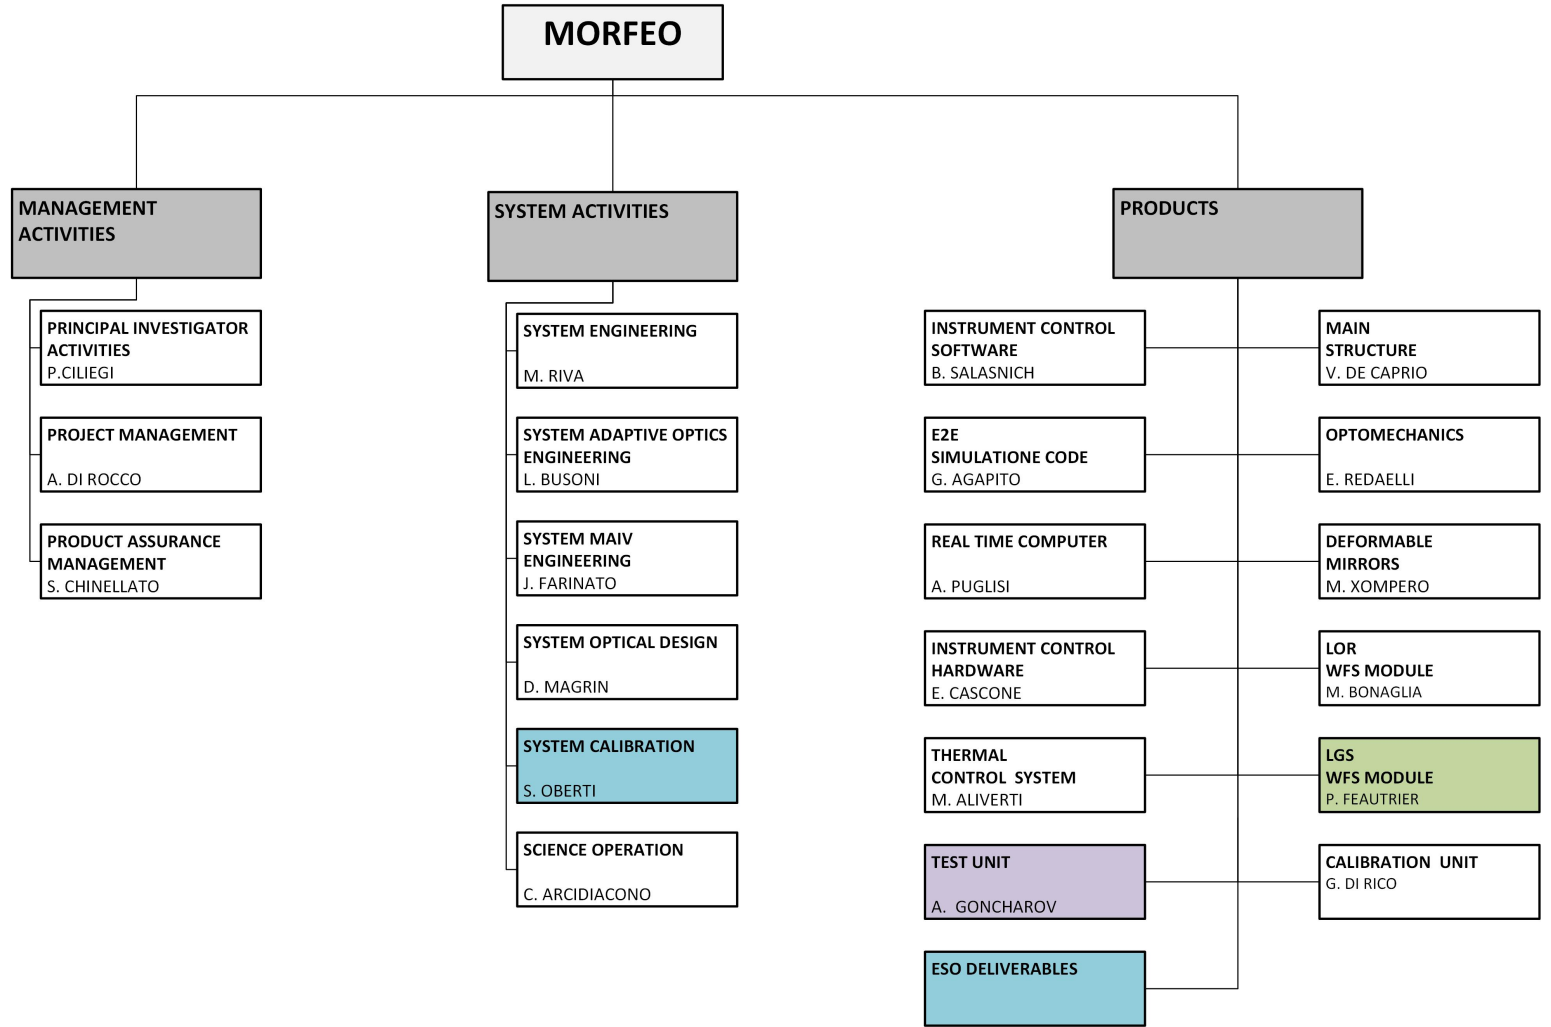 MORFEO
MANAGEMENT
ACTIVITIES
PRINCIPAL INVESTIGATOR
ACTIVITIES
P.CILIEGI
PROJECT MANAGEMENT
A. DI ROCCO
PRODUCT ASSURANCE
MANAGEMENT
S. CHINELLATO
SYSTEM ACTIVITIES
SYSTEM ENGINEERING
M. RIVA
SYSTEM ADAPTIVE OPTICS
ENGINEERING
L. BUSONI
SYSTEM MAIV
ENGINEERING
J. FARINATO
SYSTEM OPTICAL DESIGN
D. MAGRIN
SYSTEM CALIBRATION
S. OBERTI
SCIENCE OPERATION
C. ARCIDIACONO
PRODUCTS
INSTRUMENT CONTROL
SOFTWARE
B. SALASNICH
E2E
SIMULATIONE CODE
G. AGAPITO
REAL TIME COMPUTER
A. PUGLISI
INSTRUMENT CONTROL
HARDWARE
E. CASCONE
THERMAL
CONTROL  SYSTEM
M. ALIVERTI
TEST UNIT
A.  GONCHAROV
ESO DELIVERABLES
MAIN
STRUCTURE
V. DE CAPRIO
OPTOMECHANICS
E. REDAELLI
DEFORMABLE
MIRRORS
M. XOMPERO
LOR
WFS MODULE
M. BONAGLIA
LGS
WFS MODULE
P. FEAUTRIER
CALIBRATION  UNIT
G. DI RICO